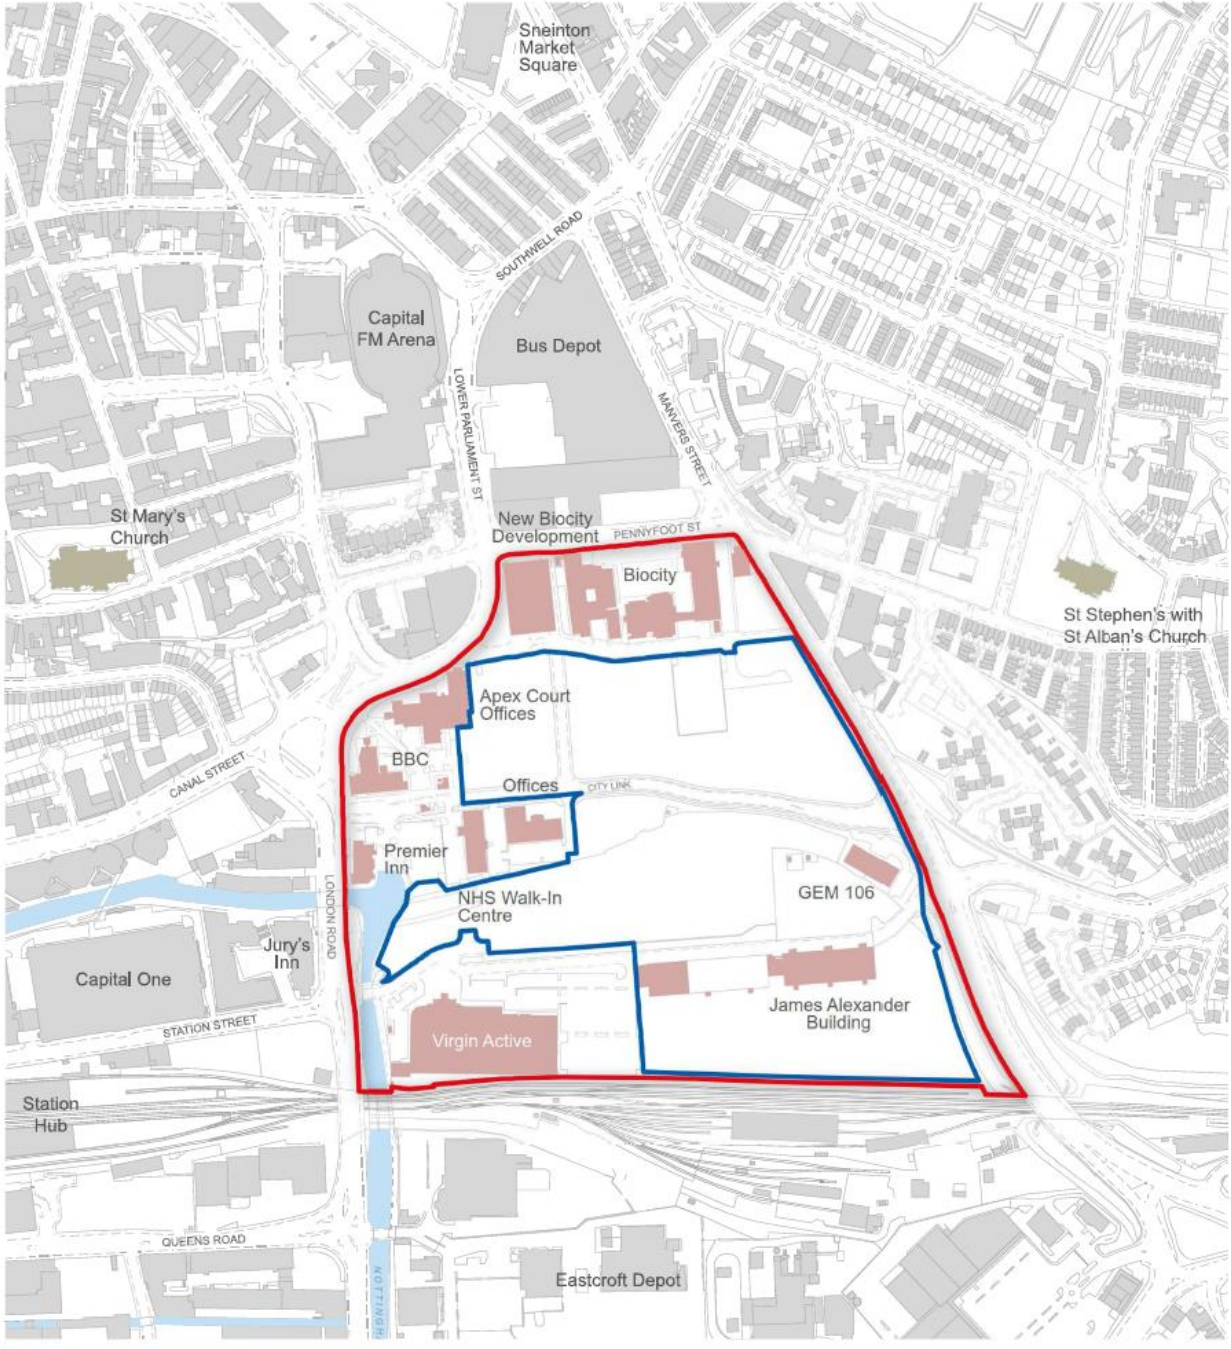 Sneinton
Market
Square
SOUTHWELL ROAD
Capital
FM Arena
Bus Depot
LOWER PARLIAMENT ST
MANVERS STREET
St Mary's
Church
New Biocity
Development
PENNYFOOT ST
Biocity
St Stephen's with
St Alban's Church
Apex Court
Offices
BBC
CANAL STREET
Offices
CITY LINK
Premier
Inn
NHS Walk-In
Centre
GEM 106
LONDON ROAD
Jury's
Inn
Capital One
James Alexander
Building
STATION STREET
Virgin Active
Station
Hub
QUEENS ROAD
Eastcroft Depot
NOTTINGH